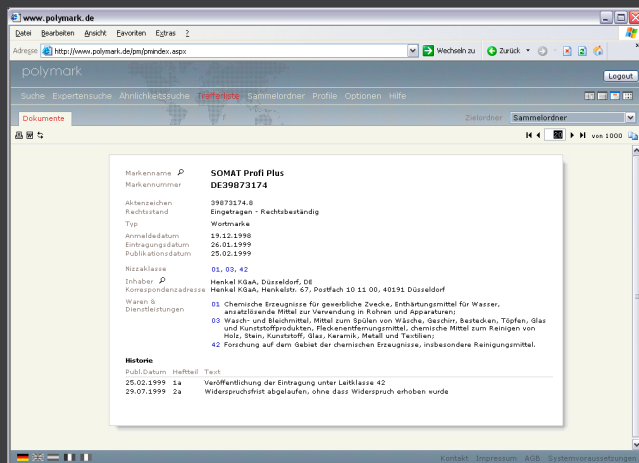 www.polymark.de
Datei Bearbeiten Ansicht Favoriten Extras ?
Adresse http://www.polymark.de/pm/pmindex.aspx Wechseln zu Zurück
polymark
Logout
Suche Expertensuche Ähnlichkeitssuche Trefferliste Sammelordner Profile Optionen Hilfe
Dokumente Zielordner Sammelordner
20 von 1000
Markenname SOMAT Profi Plus
Markennummer DE39873174
Aktenzeichen 39873174.8
Rechtsstand Eingetragen - Rechtsbeständig
Typ Wortmarke
Anmeldedatum 19.12.1998
Eintragungsdatum 26.01.1999
Publikationsdatum 25.02.1999
Nizzaklasse 01, 03, 42
Inhaber Henkel KGaA, Düsseldorf, DE
Korrespondenzadresse Henkel KGaA, Henkelstr. 67, Postfach 10 11 00, 40191 Düsseldorf
Waren & Dienstleistungen
01 Chemische Erzeugnisse für gewerbliche Zwecke, Enthärtungsmittel für Wasser,
ansatzlösende Mittel zur Verwendung in Rohren und Apparaturen;
03 Wasch- und Bleichmittel, Mittel zum Spülen von Wäsche, Geschirr, Bestecken, Töpfen, Glas
und Kunststoffprodukten, Fleckenentfernungsmittel, chemische Mittel zum Reinigen von
Holz, Stein, Kunststoff, Glas, Keramik, Metall und Textilien;
42 Forschung auf dem Gebiet der chemischen Erzeugnisse, insbesondere Reinigungsmittel.
Historie
Publ.Datum Heftteil Text
25.02.1999 1a Veröffentlichung der Eintragung unter Leitklasse 42
29.07.1999 2a Widerspruchsfrist abgelaufen, ohne dass Widerspruch erhoben wurde
Kontakt Impressum AGB Systemvoraussetzungen